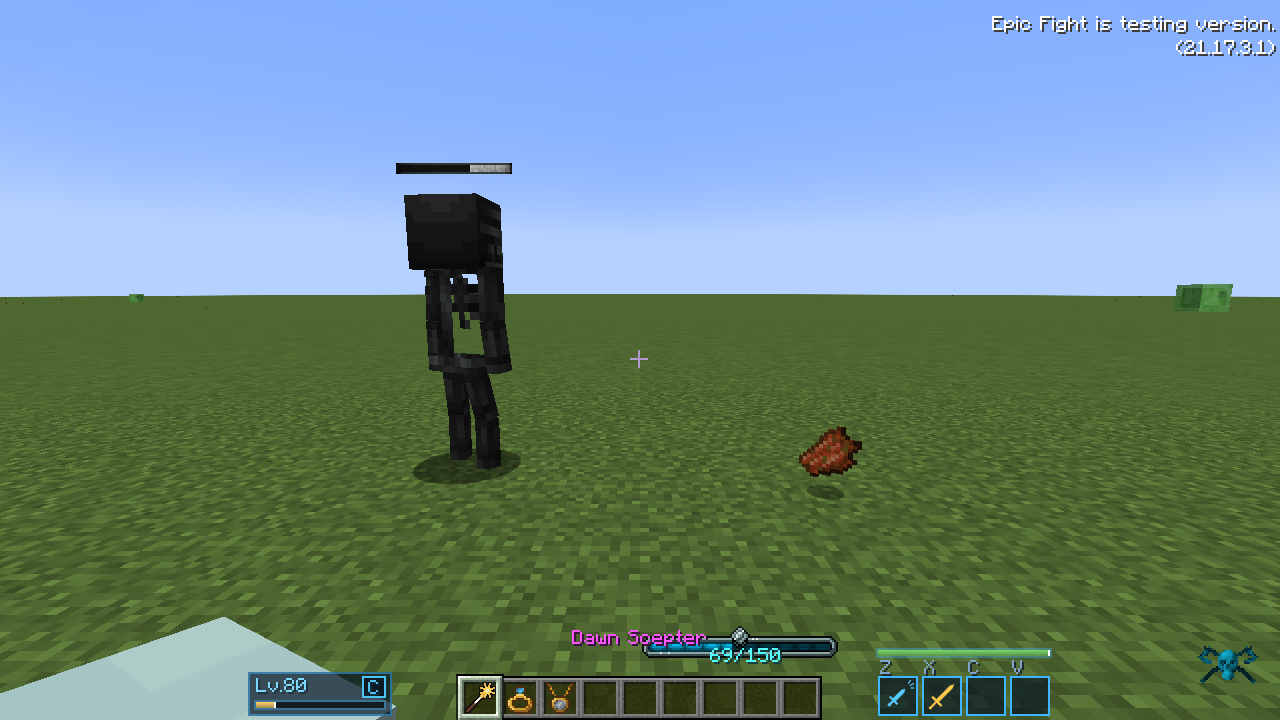 Epic Fight is testing version.
(21.17.3.1)
Dawn Scepter
69/150
Z X C V
Lv.80
C